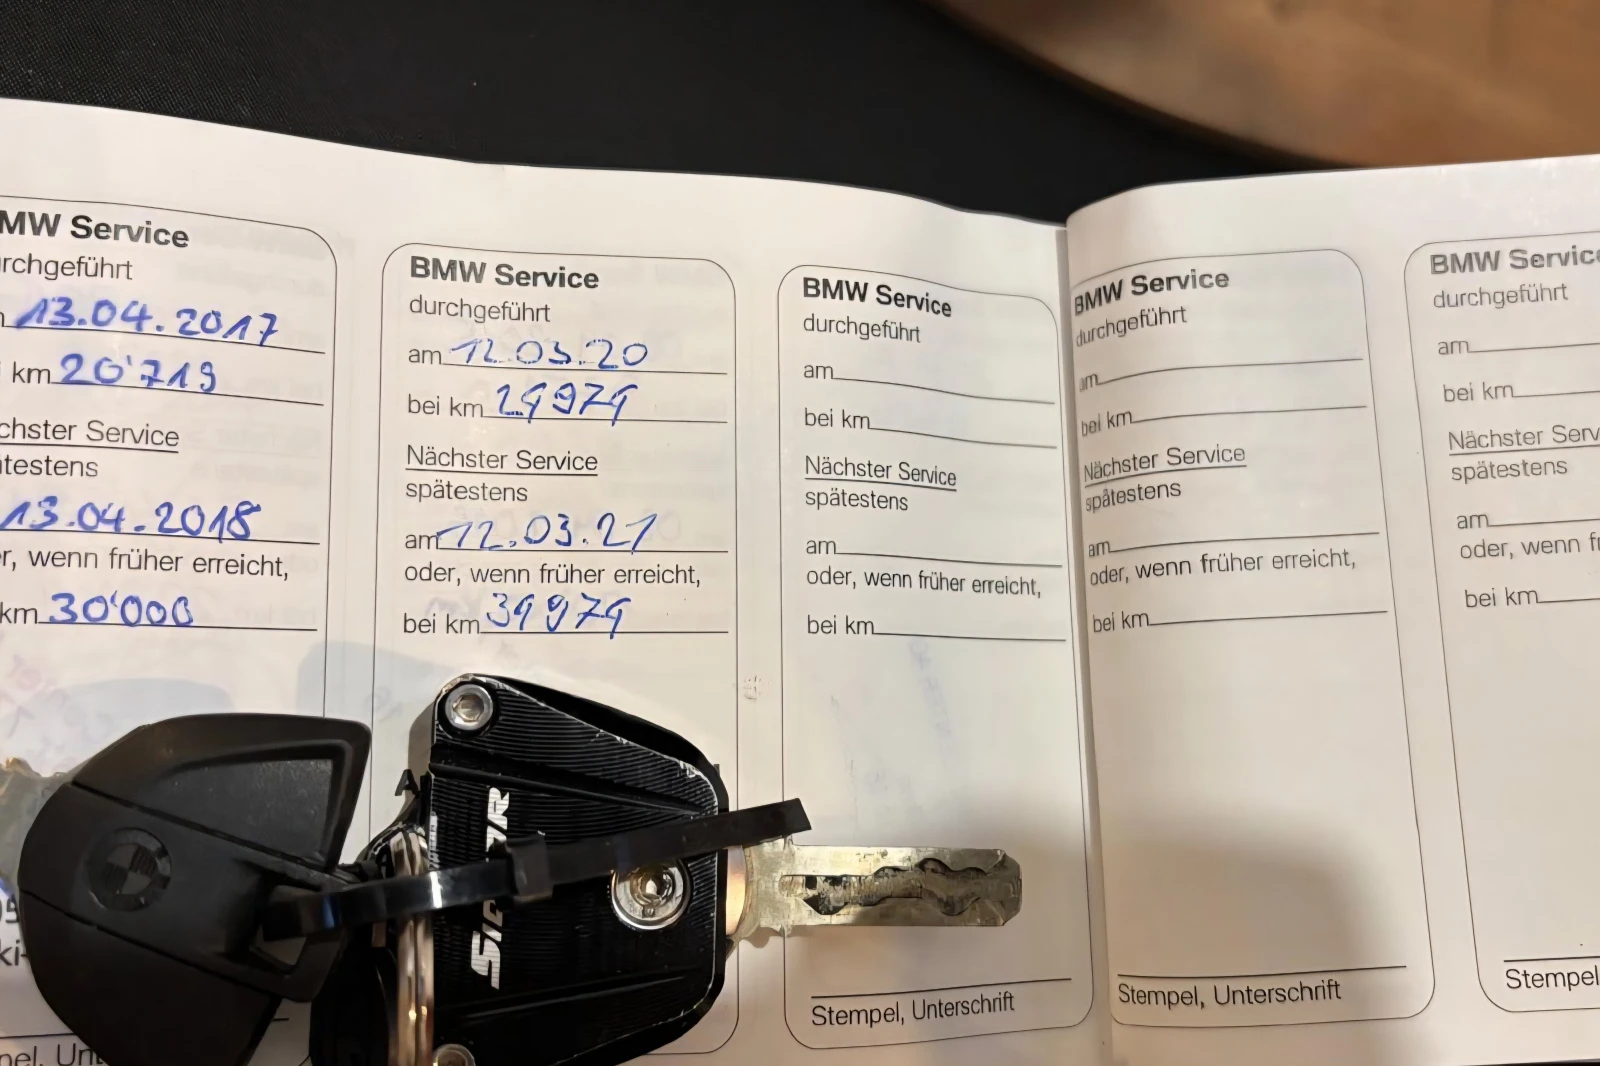 MW Service
rchgeführt
13.04.2017
km 20'719
chster Service
testens
13.04.2018
r, wenn früher erreicht,
km 30'000
pel, Unt
BMW Service
durchgeführt
am 12.03.20
bei km 29979
Nächster Service
spätestens
am 12.03.21
oder, wenn früher erreicht,
bei km 39979
BMW Service
durchgeführt
am
bei km
Nächster Service
spätestens
am
oder, wenn früher erreicht,
bei km
Stempel, Unterschrift
BMW Service
durchgeführt
am
bei km
Nächster Service
spätestens
am
oder, wenn früher erreicht,
bei km
Stempel, Unterschrift
BMW Service
durchgeführt
am
bei km
Nächster Serv
spätestens
am
oder, wenn fr
bei km
Stempel